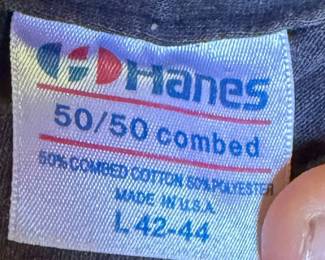 Hanes
50/50 combed
50% COMBED COTTON 50% POLYESTER
MADE IN U.S.A.
L 42-44